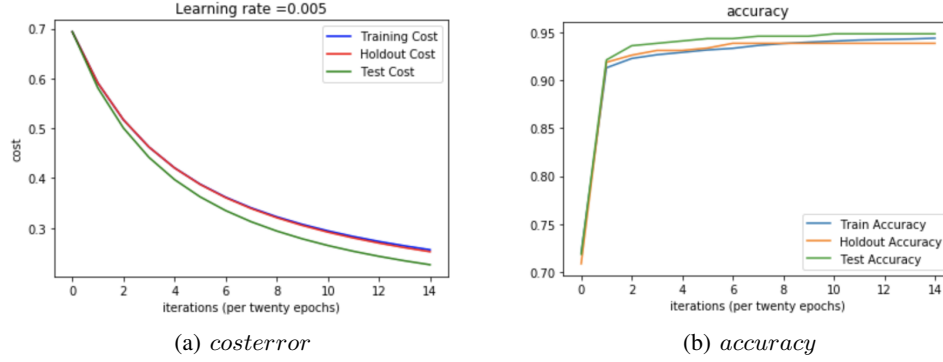 Learning rate =0.005
0.7
0.6
0.5
0.4
0.3
cost
Training Cost
Holdout Cost
Test Cost
0 2 4 6 8 10 12 14
iterations (per twenty epochs)
(a) costerror
accuracy
0.95
0.90
0.85
0.80
0.75
0.70
Train Accuracy
Holdout Accuracy
Test Accuracy
0 2 4 6 8 10 12 14
iterations (per twenty epochs)
(b) accuracy